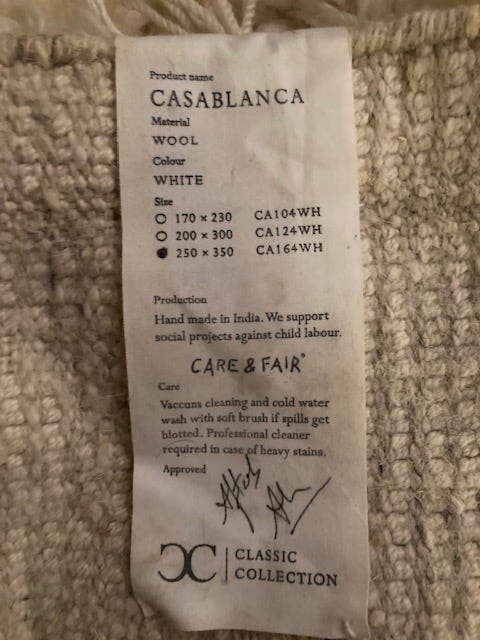 Product name
CASABLANCA
Material
WOOL
Colour
WHITE
Size
170 × 230 CA104WH
200 × 300 CA124WH
250 × 350 CA164WH
Production
Hand made in India. We support
social projects against child labour.
CARE & FAIR®
Care
Vaccum cleaning and cold water
wash with soft brush if spills get
blotted. Professional cleaner
required in case of heavy stains.
Approved
CC CLASSIC
COLLECTION